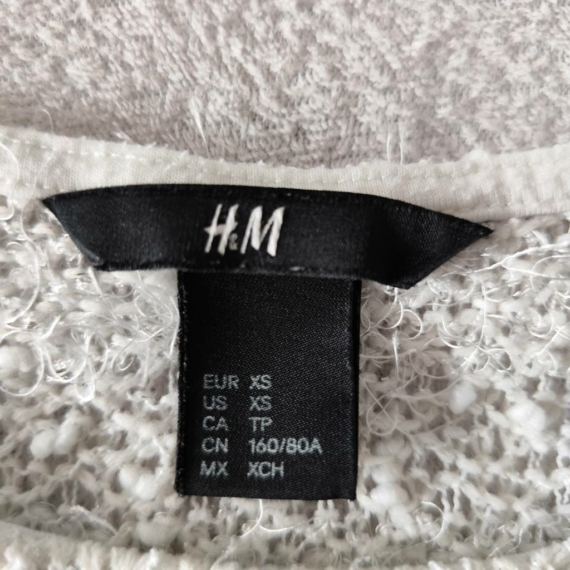 H&M
EUR XS
US XS
CA TP
CN 160/80A
MX XCH